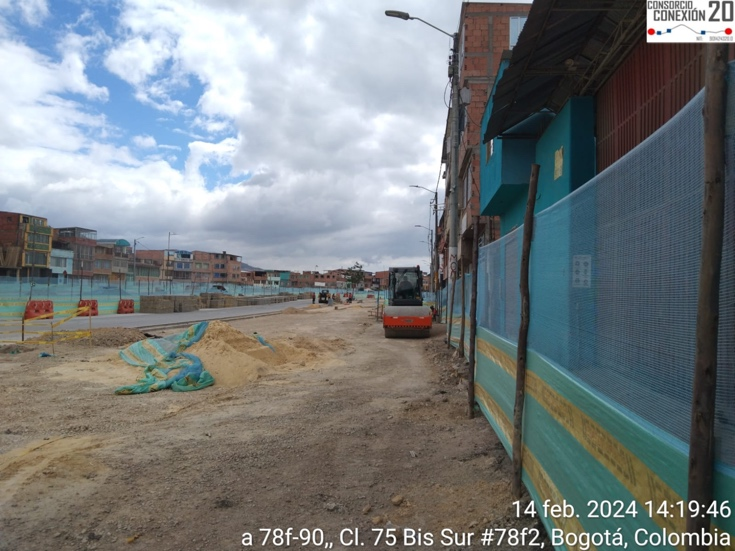 CONSORCIO
CONEXIÓN 20
14 feb. 2024 14:19:46
a 78f-90,, Cl. 75 Bis Sur #78f2, Bogotá, Colombia